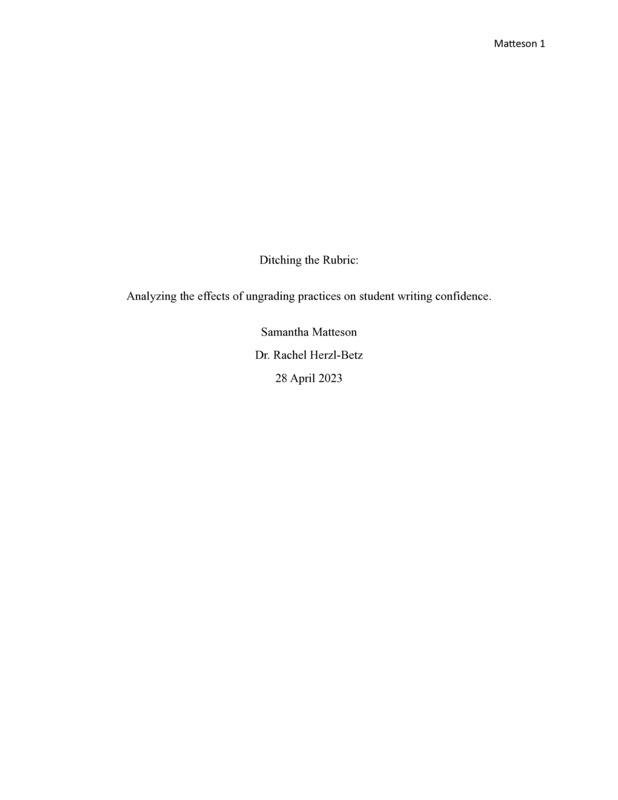 Matteson 1
Ditching the Rubric:
Analyzing the effects of ungrading practices on student writing confidence.
Samantha Matteson
Dr. Rachel Herzl-Betz
28 April 2023